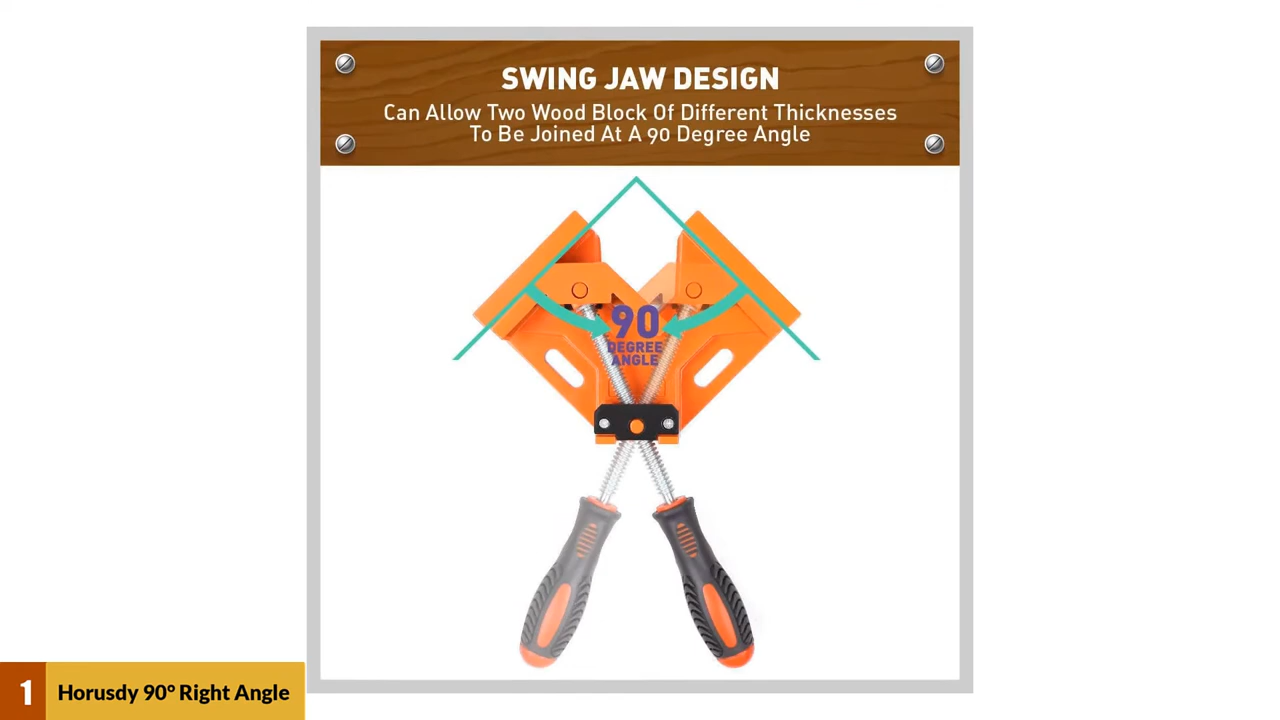 SWING JAW DESIGN
Can Allow Two Wood Block Of Different Thicknesses
To Be Joined At A 90 Degree Angle
90
DEGREE
ANGLE
1 Horusdy 90° Right Angle